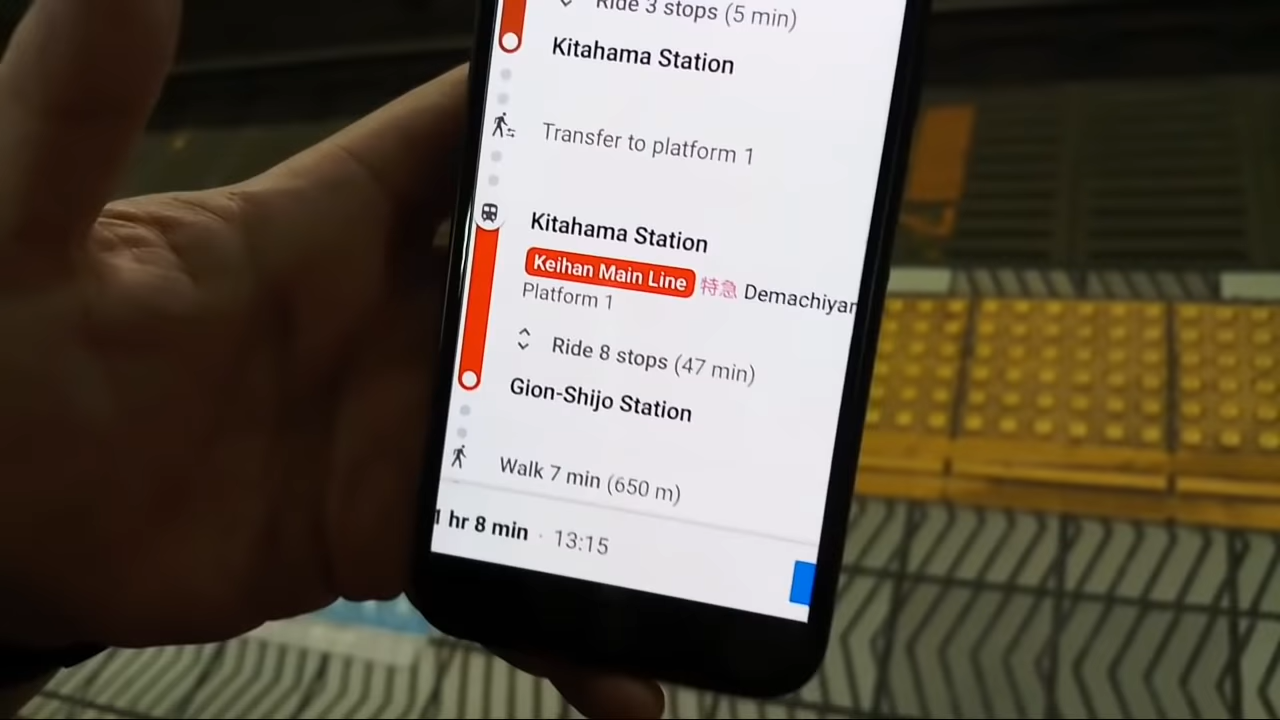 Ride 3 stops (5 min)
Kitahama Station
Transfer to platform 1
Kitahama Station
Keihan Main Line 特急 Demachiyan
Platform 1
Ride 8 stops (47 min)
Gion-Shijo Station
Walk 7 min (650 m)
1 hr 8 min · 13:15